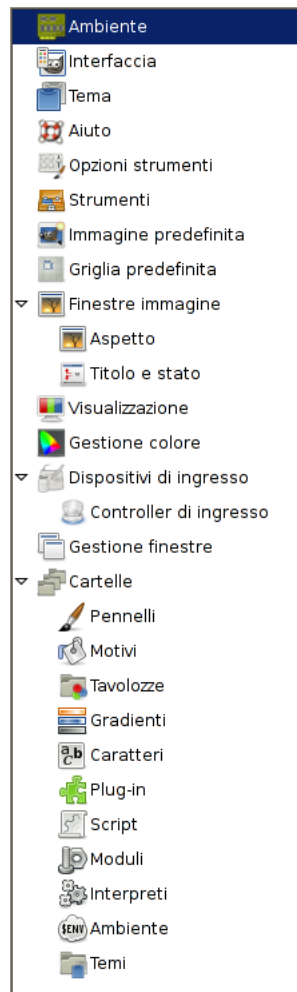 Ambiente
Interfaccia
Tema
Aiuto
Opzioni strumenti
Strumenti
Immagine predefinita
Griglia predefinita
Finestre immagine
Aspetto
Titolo e stato
Visualizzazione
Gestione colore
Dispositivi di ingresso
Controller di ingresso
Gestione finestre
Cartelle
Pennelli
Motivi
Tavolozze
Gradienti
a,b c Caratteri
Plug-in
Script
Moduli
Interpreti
$ENV Ambiente
Temi